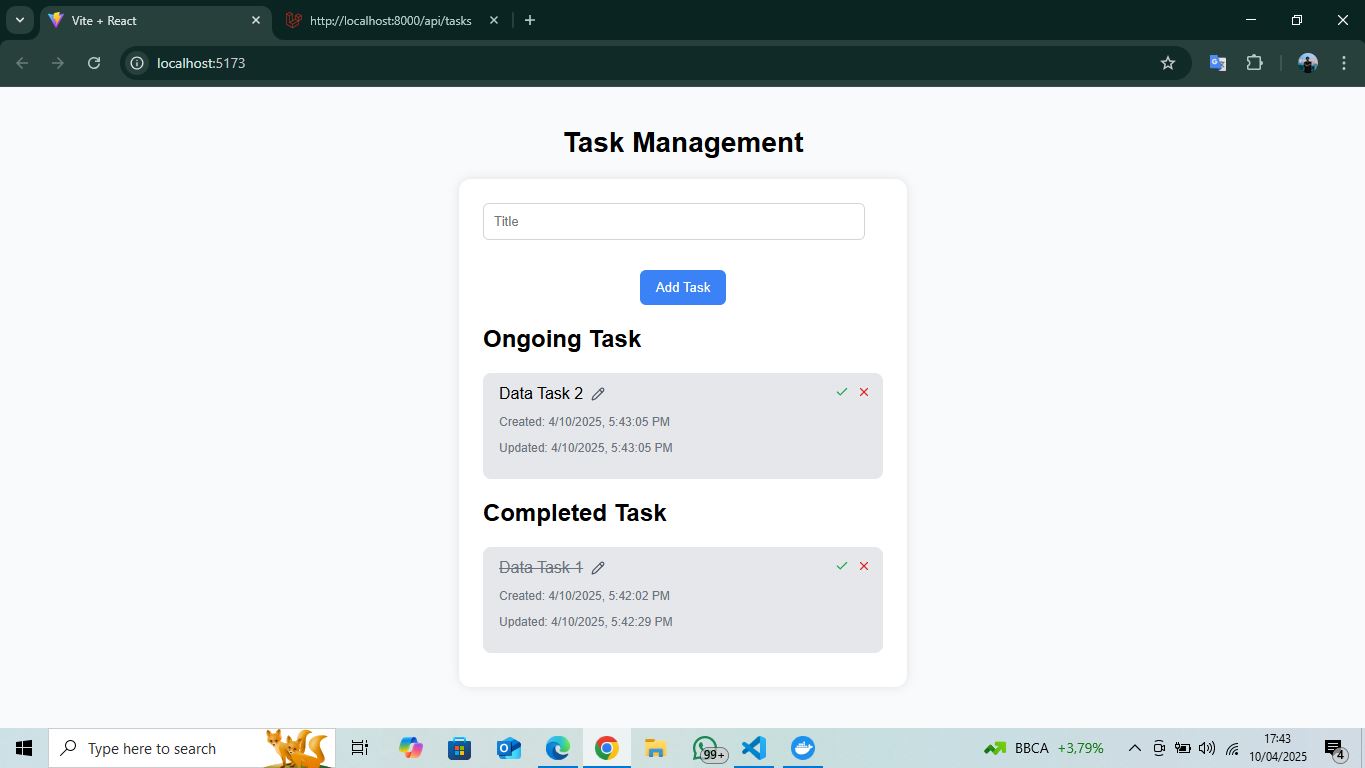 Vite + React
http://localhost:8000/api/tasks
localhost:5173
Task Management
Title
Add Task
Ongoing Task
Data Task 2
Created: 4/10/2025, 5:43:05 PM
Updated: 4/10/2025, 5:43:05 PM
Completed Task
Data Task 1
Created: 4/10/2025, 5:42:02 PM
Updated: 4/10/2025, 5:42:29 PM
Type here to search
99+
BBCA +3,79%
17:43
10/04/2025
4